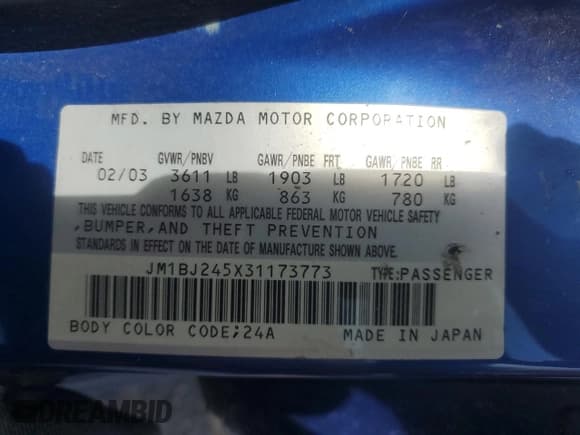 MFD. BY MAZDA MOTOR CORPORATION
DATE GVWR/PNBV GAWR/PNBE FRT GAWR/PNBE RR
02/03 3611 LB 1903 LB 1720 LB
1638 KG 863 KG 780 KG
THIS VEHICLE CONFORMS TO ALL APPLICABLE FEDERAL MOTOR VEHICLE SAFETY
,BUMPER,AND THEFT PREVENTION
STANDARDS IN EFFECT ON THE DATE OF MANUFACTURE SHOWN ABOVE.
JM1BJ245X31173773 TYPE:PASSENGER
BODY COLOR CODE;24A MADE IN JAPAN
DREAMBID